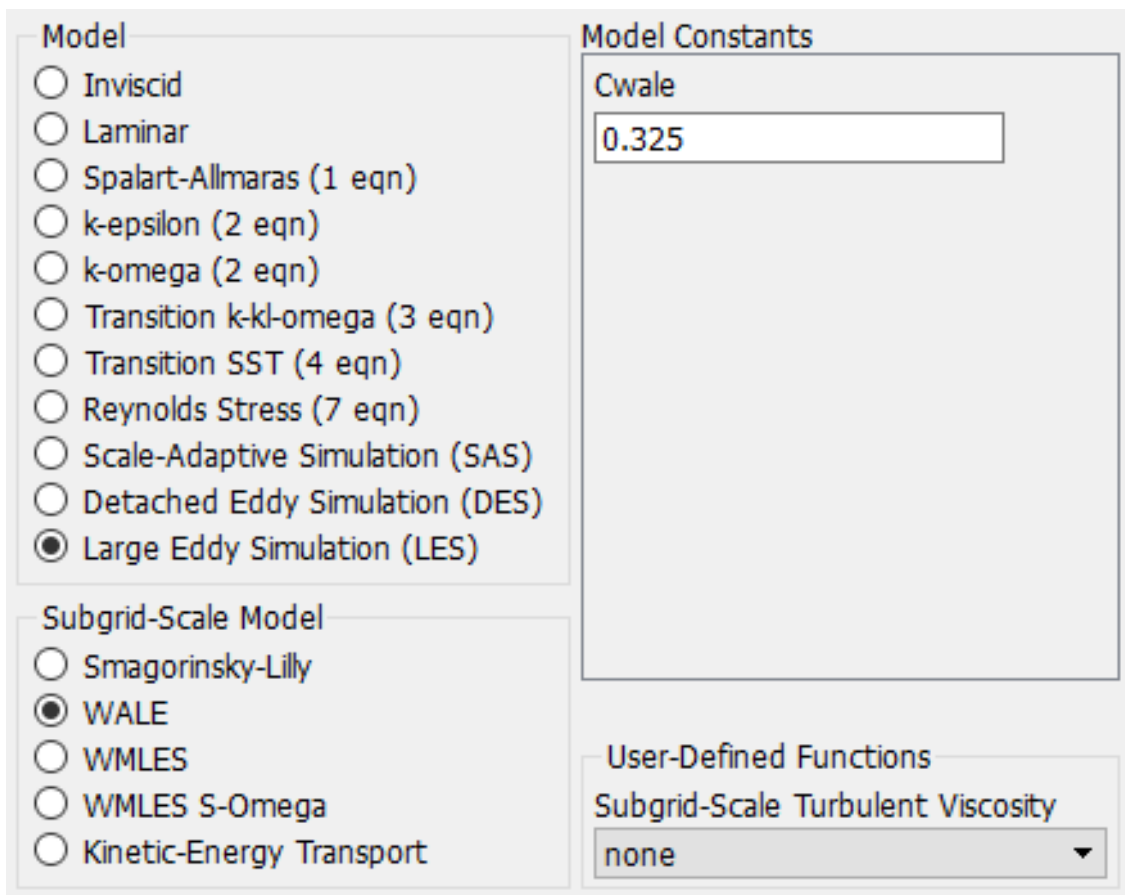 Model
Inviscid
Laminar
Spalart-Allmaras (1 eqn)
k-epsilon (2 eqn)
k-omega (2 eqn)
Transition k-kl-omega (3 eqn)
Transition SST (4 eqn)
Reynolds Stress (7 eqn)
Scale-Adaptive Simulation (SAS)
Detached Eddy Simulation (DES)
Large Eddy Simulation (LES)
Subgrid-Scale Model
Smagorinsky-Lilly
WALE
WMLES
WMLES S-Omega
Kinetic-Energy Transport
Model Constants
Cwale
0.325
User-Defined Functions
Subgrid-Scale Turbulent Viscosity
none